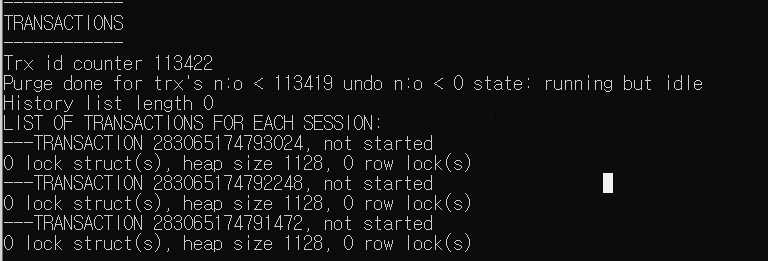 ------------
TRANSACTIONS
------------
Trx id counter 113422
Purge done for trx's n:o < 113419 undo n:o < 0 state: running but idle
History list length 0
LIST OF TRANSACTIONS FOR EACH SESSION:
---TRANSACTION 283065174793024, not started
0 lock struct(s), heap size 1128, 0 row lock(s)
---TRANSACTION 283065174792248, not started
0 lock struct(s), heap size 1128, 0 row lock(s)
---TRANSACTION 283065174791472, not started
0 lock struct(s), heap size 1128, 0 row lock(s)